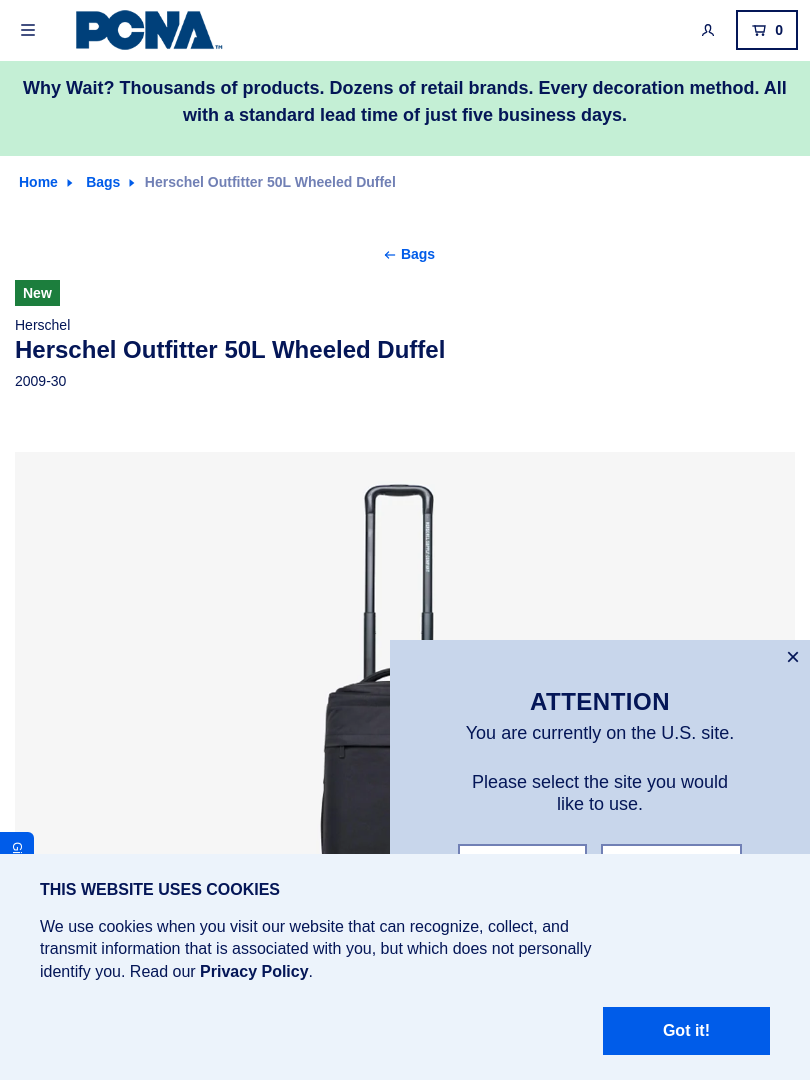 PCNA™
0
Why Wait? Thousands of products. Dozens of retail brands. Every decoration method. All
with a standard lead time of just five business days.
Home Bags Herschel Outfitter 50L Wheeled Duffel
Bags
New
Herschel
Herschel Outfitter 50L Wheeled Duffel
2009-30
ATTENTION
You are currently on the U.S. site.
Please select the site you would
like to use.
THIS WEBSITE USES COOKIES
We use cookies when you visit our website that can recognize, collect, and
transmit information that is associated with you, but which does not personally
identify you. Read our Privacy Policy.
Got it!